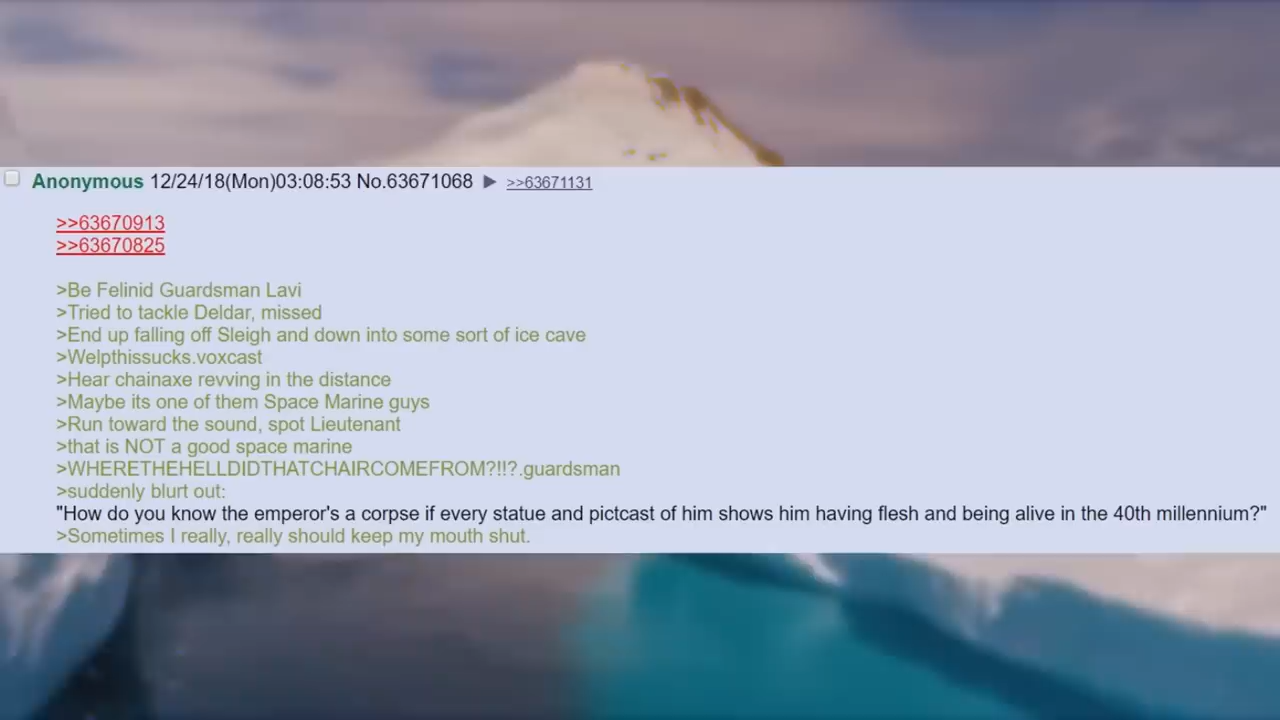 Anonymous 12/24/18(Mon)03:08:53 No.63671068 ▶ >>63671131
>>63670913
>>63670825
>Be Felinid Guardsman Lavi
>Tried to tackle Deldar, missed
>End up falling off Sleigh and down into some sort of ice cave
>Welpthissucks.voxcast
>Hear chainaxe revving in the distance
>Maybe its one of them Space Marine guys
>Run toward the sound, spot Lieutenant
>that is NOT a good space marine
>WHERETHEHELLDIDTHATCHAIRCOMEFROM?!!?.guardsman
>suddenly blurt out:
"How do you know the emperor's a corpse if every statue and pictcast of him shows him having flesh and being alive in the 40th millennium?"
>Sometimes I really, really should keep my mouth shut.